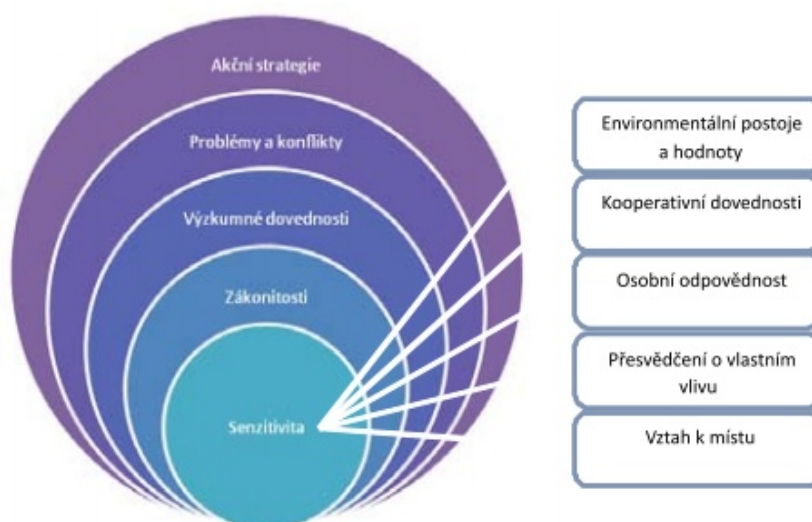 Akční strategie
Problémy a konflikty
Výzkumné dovednosti
Zákonitosti
Senzitivita
Environmentální postoje
a hodnoty
Kooperativní dovednosti
Osobní odpovědnost
Přesvědčení o vlastním
vlivu
Vztah k místu